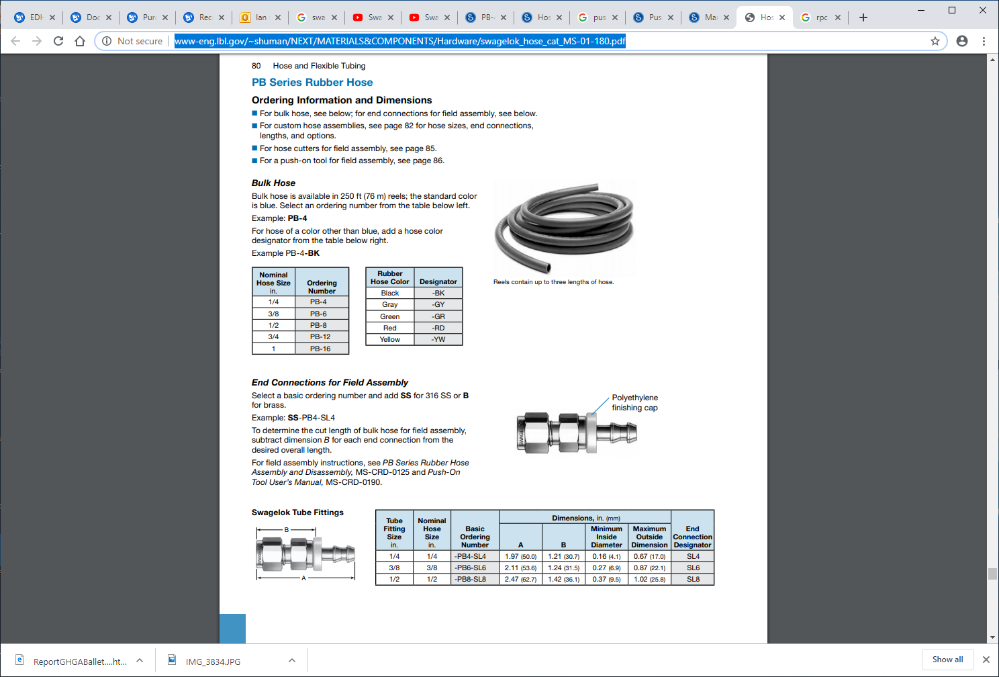 EDH
Doc
Pur
Rec
Ian
swa
Swa
Swa
PB-
Hos
pus
Pus
Ma
Hos
rpc
Not secure
www-eng.lbl.gov/~shuman/NEXT/MATERIALS&COMPONENTS/Hardware/swagelok_hose_cat_MS-01-180.pdf
80 Hose and Flexible Tubing
PB Series Rubber Hose
Ordering Information and Dimensions
■ For bulk hose, see below; for end connections for field assembly, see below.
■ For custom hose assemblies, see page 82 for hose sizes, end connections,
lengths, and options.
■ For hose cutters for field assembly, see page 85.
■ For a push-on tool for field assembly, see page 86.
Bulk Hose
Bulk hose is available in 250 ft (76 m) reels; the standard color
is blue. Select an ordering number from the table below left.
Example: PB-4
For hose of a color other than blue, add a hose color
designator from the table below right.
Example PB-4-BK
Reels contain up to three lengths of hose.
Nominal
Hose Size
in.
Ordering
Number
1/4 PB-4
3/8 PB-6
1/2 PB-8
3/4 PB-12
1 PB-16
Rubber
Hose Color
Designator
Black -BK
Gray -GY
Green -GR
Red -RD
Yellow -YW
End Connections for Field Assembly
Select a basic ordering number and add SS for 316 SS or B
for brass.
Example: SS-PB4-SL4
To determine the cut length of bulk hose for field assembly,
subtract dimension B for each end connection from the
desired overall length.
For field assembly instructions, see PB Series Rubber Hose
Assembly and Disassembly, MS-CRD-0125 and Push-On
Tool User's Manual, MS-CRD-0190.
Polyethylene
finishing cap
SWAGELOK
Swagelok Tube Fittings
B
SWAGELOK
A
Tube
Fitting
Size
in.
Nominal
Hose
Size
in.
Basic
Ordering
Number
Dimensions, in. (mm)
A
B
Minimum
Inside
Diameter
Maximum
Outside
Dimension
End
Connection
Designator
1/4 1/4 -PB4-SL4 1.97 (50.0) 1.21 (30.7) 0.16 (4.1) 0.67 (17.0) SL4
3/8 3/8 -PB6-SL6 2.11 (53.6) 1.24 (31.5) 0.27 (6.9) 0.87 (22.1) SL6
1/2 1/2 -PB8-SL8 2.47 (62.7) 1.42 (36.1) 0.37 (9.5) 1.02 (25.8) SL8
ReportGHGABallet....ht...
IMG_3834.JPG
Show all